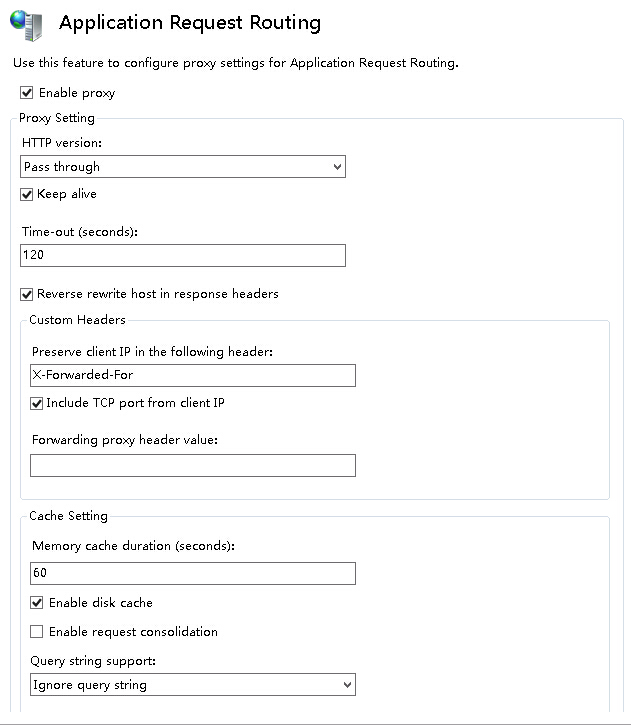 Application Request Routing
Use this feature to configure proxy settings for Application Request Routing.
Enable proxy
Proxy Setting
HTTP version:
Pass through
Keep alive
Time-out (seconds):
120
Reverse rewrite host in response headers
Custom Headers
Preserve client IP in the following header:
X-Forwarded-For
Include TCP port from client IP
Forwarding proxy header value:
Cache Setting
Memory cache duration (seconds):
60
Enable disk cache
Enable request consolidation
Query string support:
Ignore query string